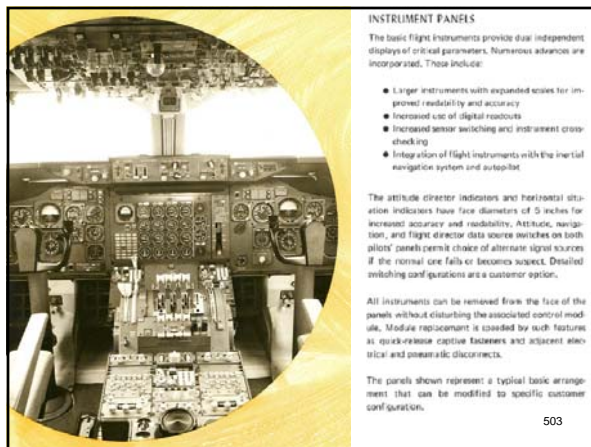 INSTRUMENT PANELS
The basic flight instruments provide dual independent
displays of critical parameters. Numerous advances are
incorporated. These include:
● Larger instruments with expanded scales for im-
proved readability and accuracy
● Increased use of digital readouts
● Increased sensor switching and instrument cross-
checking
● Integration of flight instruments with the inertial
navigation system and autopilot
The attitude director indicators and horizontal situ-
ation indicators have face diameters of 5 inches for
increased accuracy and readability. Attitude, naviga-
tion, and flight director data source switches on both
pilots' panels permit choice of alternate signal sources
if the normal one fails or becomes suspect. Detailed
switching configurations are a customer option.
All instruments can be removed from the face of the
panels without disturbing the associated control mod-
ule. Module replacement is speeded by such features
as quick-release captive fasteners and adjacent elec-
trical and pneumatic disconnects.
The panels shown represent a typical basic arrange-
ment that can be modified to specific customer
configuration.
503